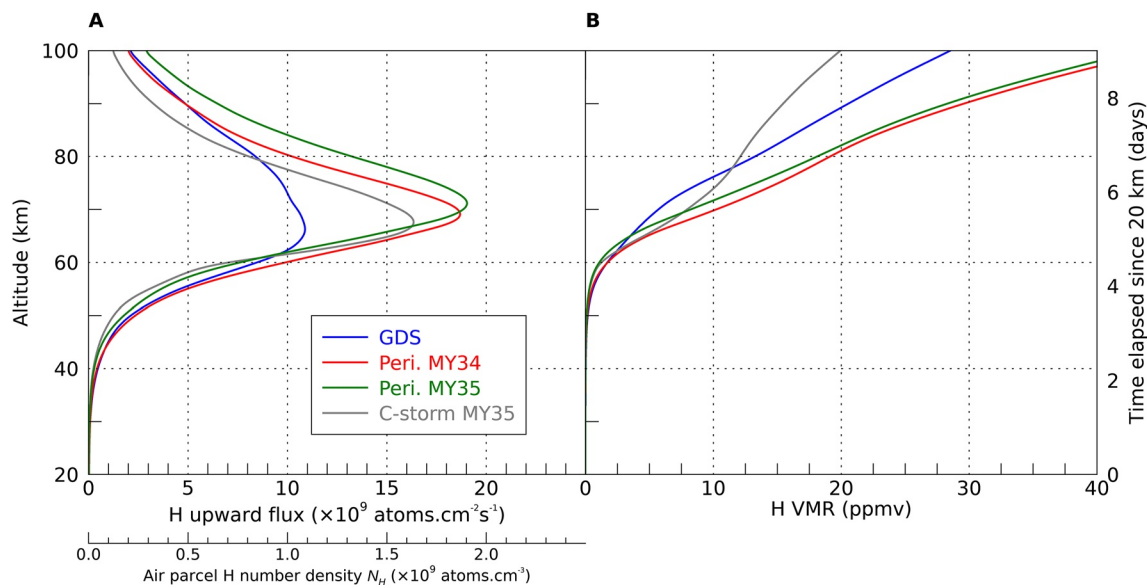 A
B
100
80
60
40
20
Altitude (km)
GDS
Peri. MY34
Peri. MY35
C-storm MY35
8
6
4
2
0
Time elapsed since 20 km (days)
0 5 10 15 20
0 10 20 30 40
H upward flux (×10⁹ atoms.cm⁻²s⁻¹)
H VMR (ppmv)
0.0 0.5 1.0 1.5 2.0
Air parcel H number density N_H (×10⁹ atoms.cm⁻³)